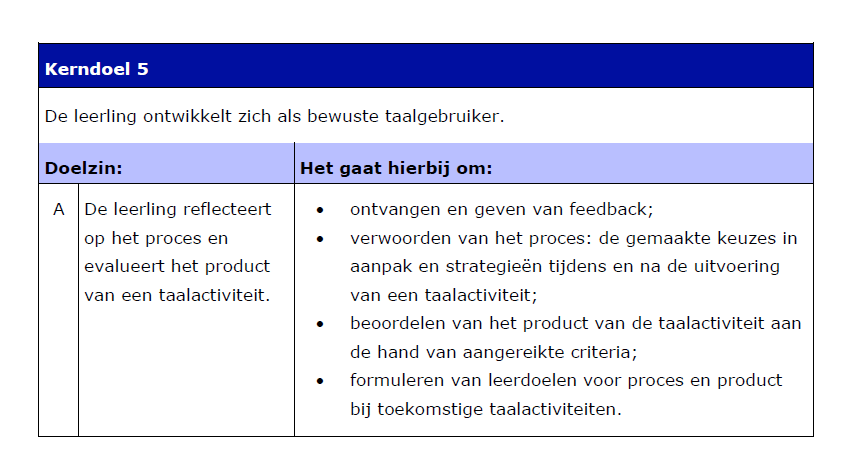 Kerndoel 5
De leerling ontwikkelt zich als bewuste taalgebruiker.
Doelzin:
Het gaat hierbij om:
A
De leerling reflecteert
op het proces en
evalueert het product
van een taalactiviteit.
• ontvangen en geven van feedback;
• verwoorden van het proces: de gemaakte keuzes in
aanpak en strategieën tijdens en na de uitvoering
van een taalactiviteit;
• beoordelen van het product van de taalactiviteit aan
de hand van aangereikte criteria;
• formuleren van leerdoelen voor proces en product
bij toekomstige taalactiviteiten.